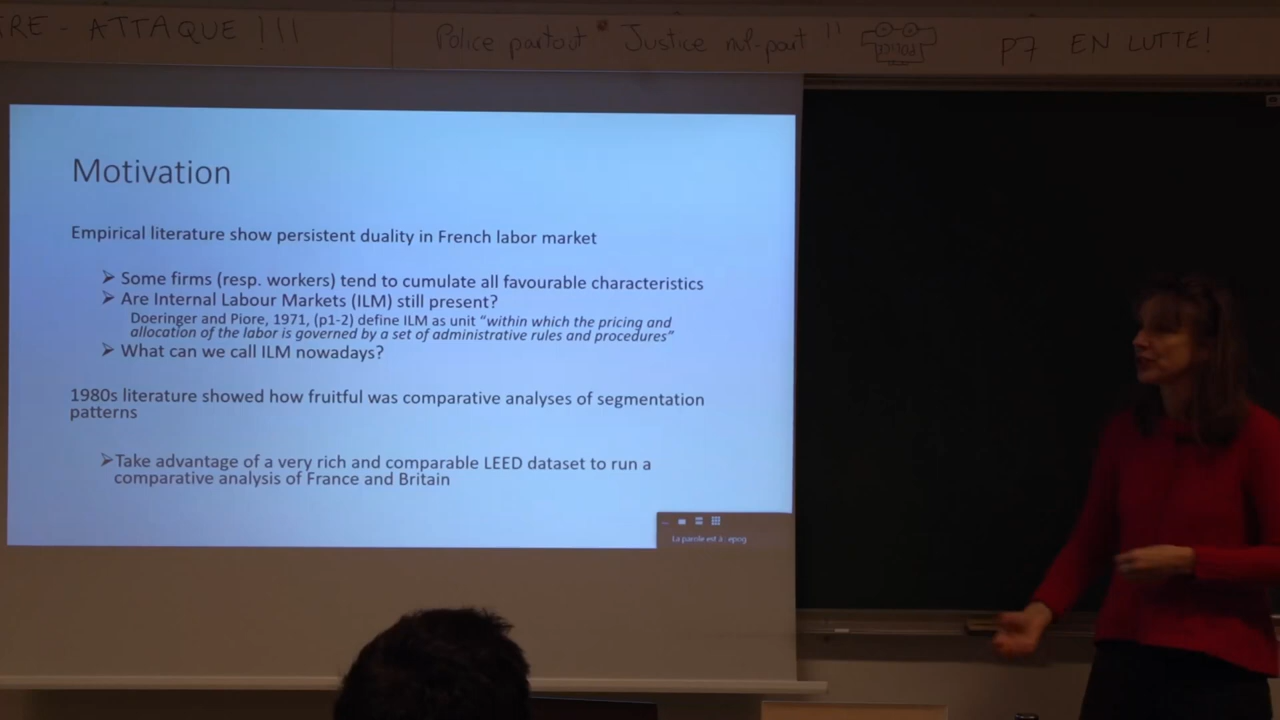 RE - ATTAQUE !!!
Police partout Justice nul-part !!
POLICE
P7 EN LUTTE!
Motivation
Empirical literature show persistent duality in French labor market
➢ Some firms (resp. workers) tend to cumulate all favourable characteristics
➢ Are Internal Labour Markets (ILM) still present?
Doeringer and Piore, 1971, (p1-2) define ILM as unit “within which the pricing and
allocation of the labor is governed by a set of administrative rules and procedures”
➢ What can we call ILM nowadays?
1980s literature showed how fruitful was comparative analyses of segmentation
patterns
➢Take advantage of a very rich and comparable LEED dataset to run a
comparative analysis of France and Britain
La parole est à : epog